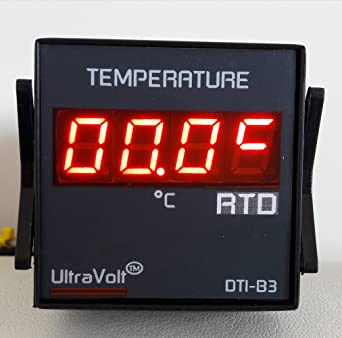 TEMPERATURE
00.0c
°C
RTD
UltraVolt™
DTI-B3